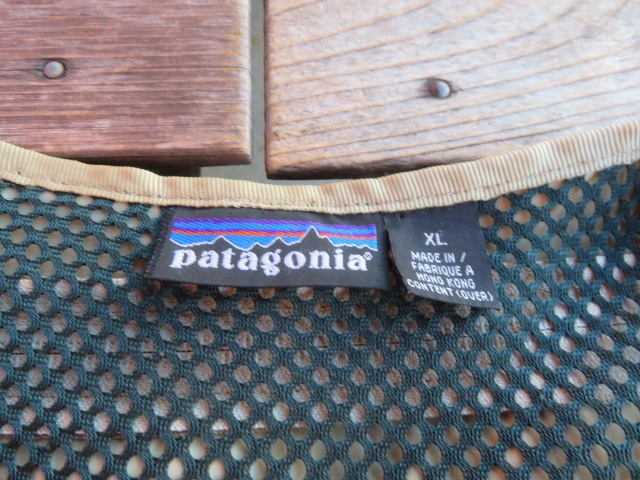 patagonia®
XL
MADE IN /
FABRIQUE A
HONG KONG
CONTENT (OVER)